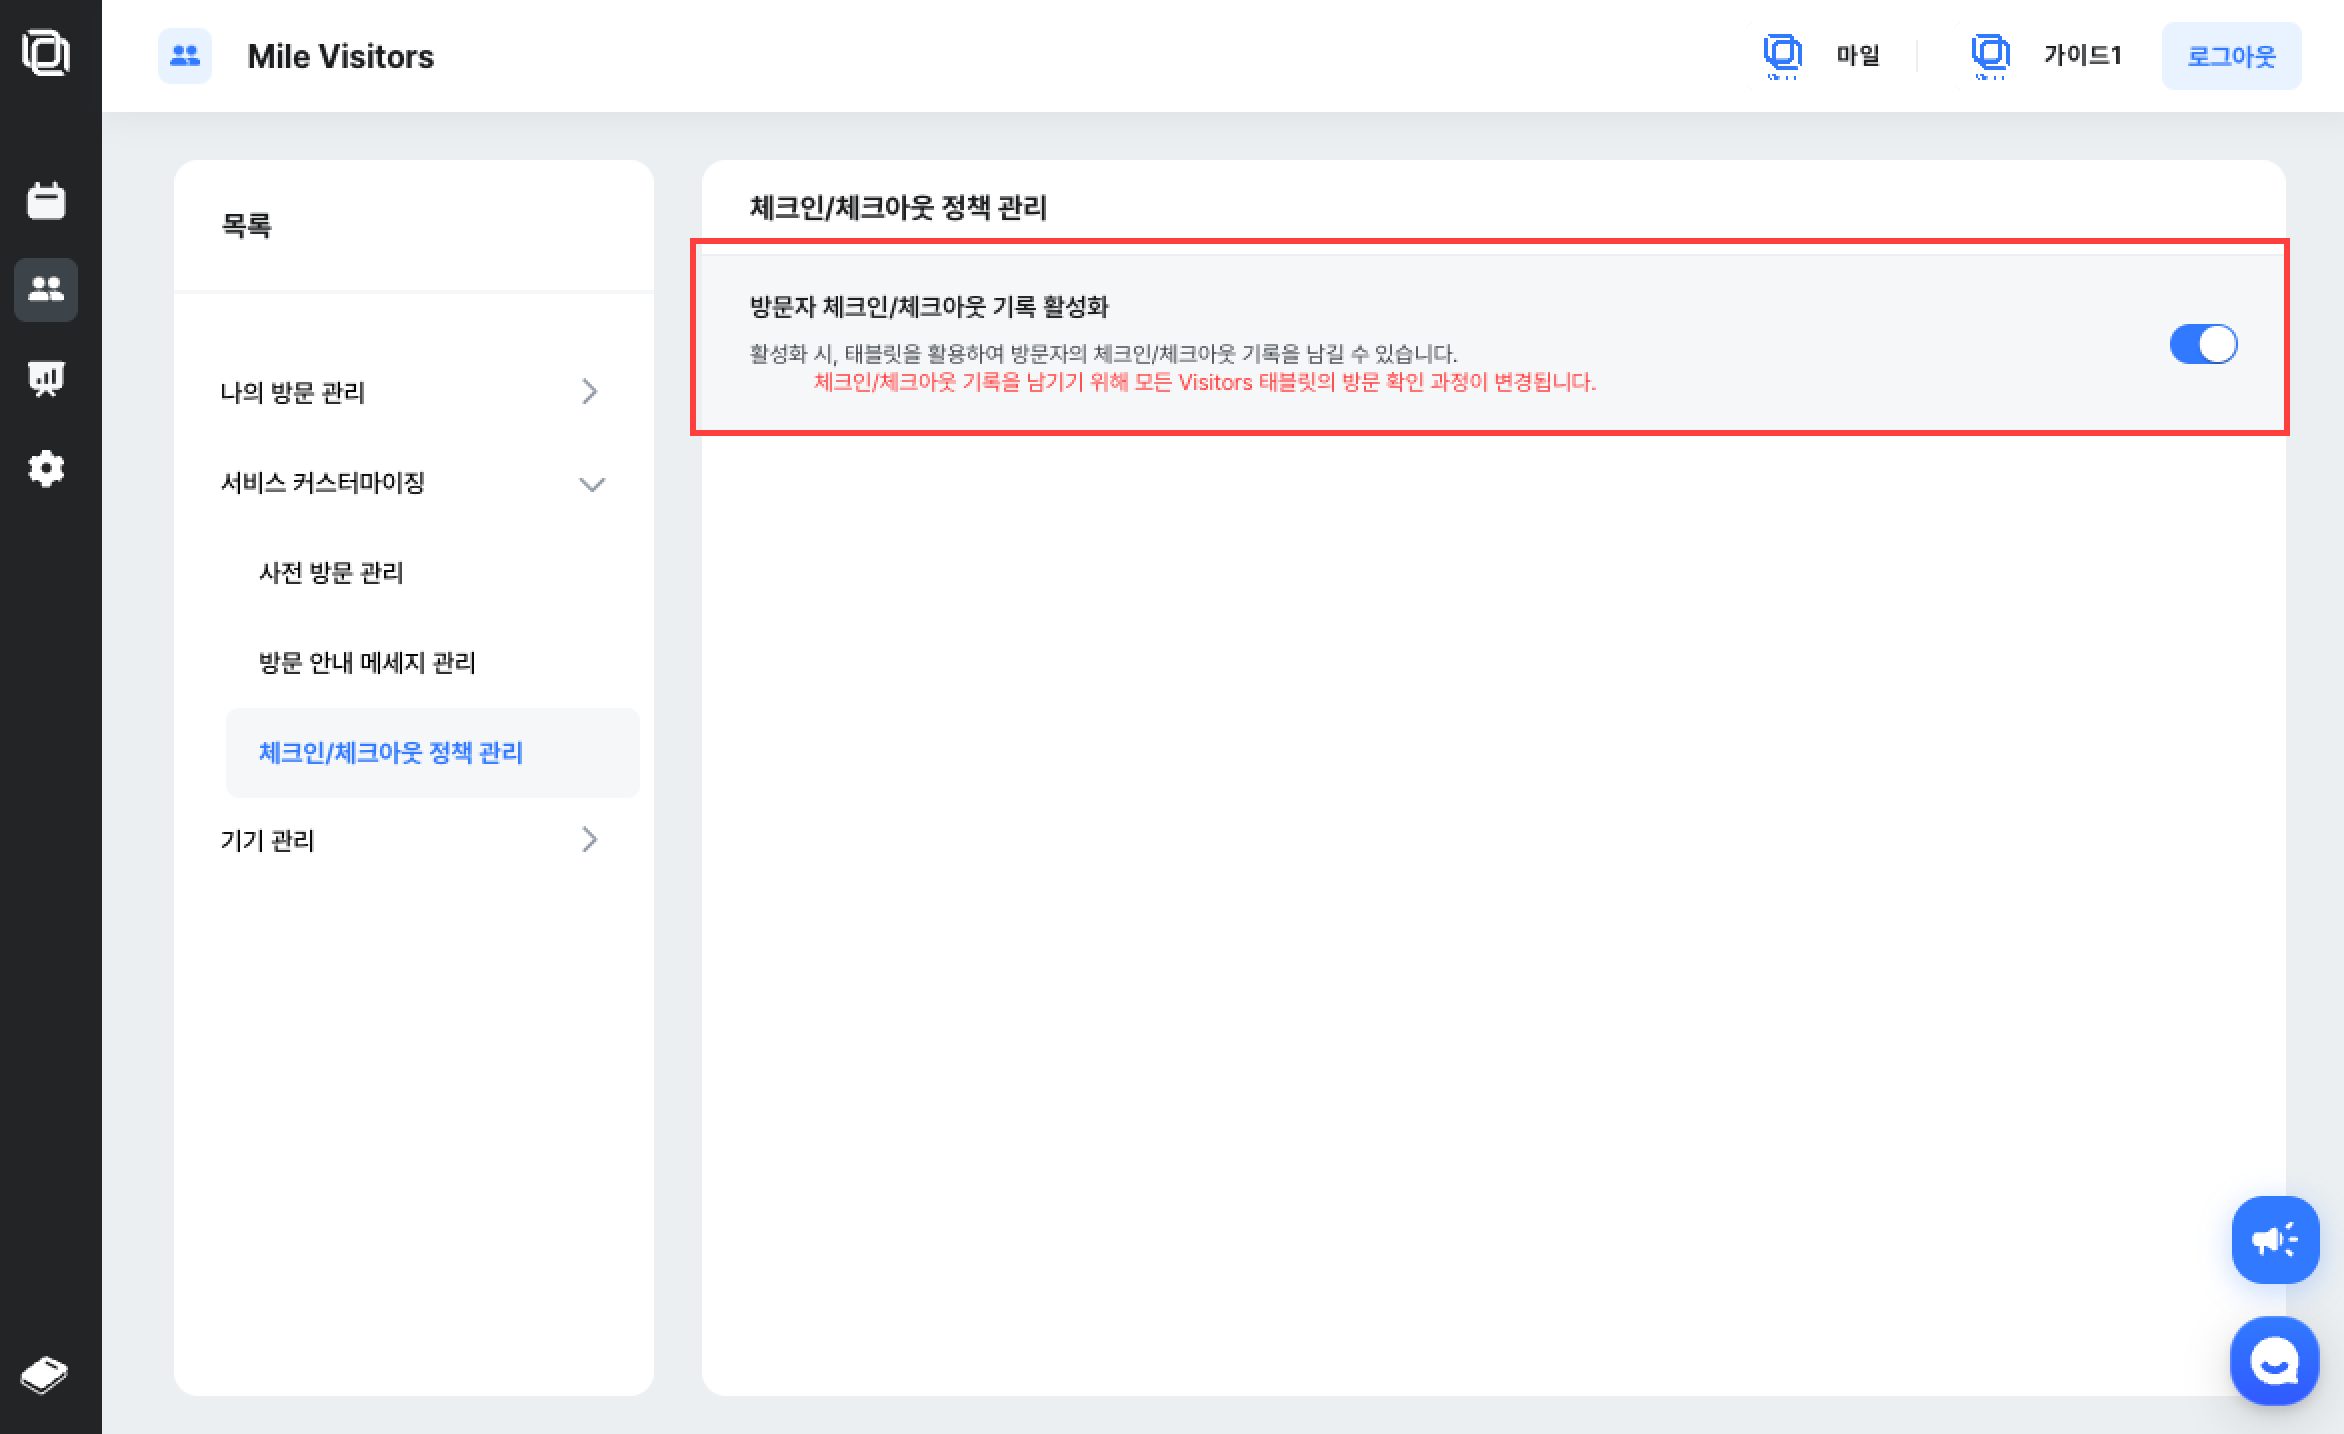 Mile Visitors
마일
가이드1
로그아웃
목록
나의 방문 관리
서비스 커스터마이징
사전 방문 관리
방문 안내 메세지 관리
체크인/체크아웃 정책 관리
기기 관리
체크인/체크아웃 정책 관리
방문자 체크인/체크아웃 기록 활성화
활성화 시, 태블릿을 활용하여 방문자의 체크인/체크아웃 기록을 남길 수 있습니다.
체크인/체크아웃 기록을 남기기 위해 모든 Visitors 태블릿의 방문 확인 과정이 변경됩니다.